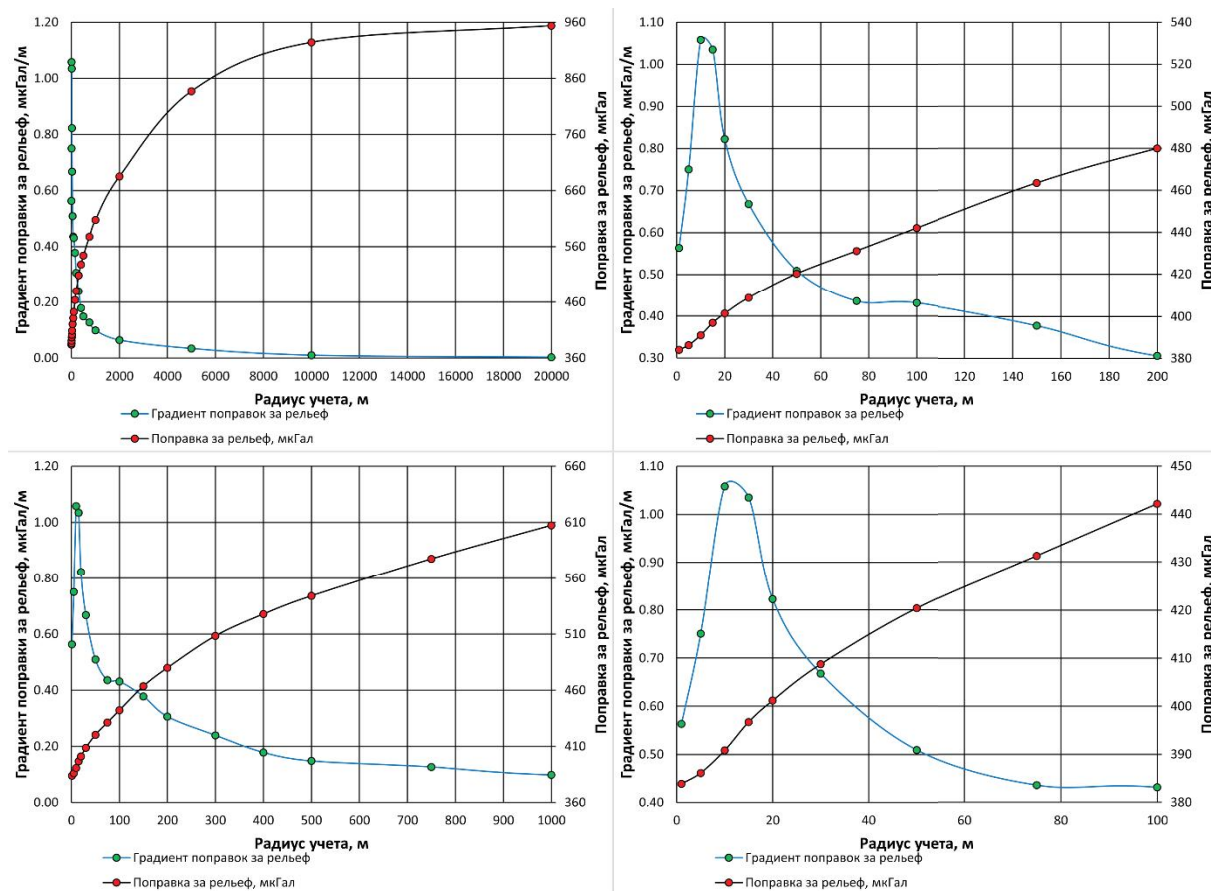 Градиент поправки за рельеф, мкГал/м
1.20
1.00
0.80
0.60
0.40
0.20
0.00
960
860
760
660
560
460
360
Поправка за рельеф, мкГал
0 2000 4000 6000 8000 10000 12000 14000 16000 18000 20000
Радиус учета, м
Градиент поправок за рельеф
Поправка за рельеф, мкГал
Градиент поправки за рельеф, мкГал/м
1.10
1.00
0.90
0.80
0.70
0.60
0.50
0.40
0.30
540
520
500
480
460
440
420
400
380
Поправка за рельеф, мкГал
0 20 40 60 80 100 120 140 160 180 200
Радиус учета, м
Градиент поправок за рельеф
Поправка за рельеф, мкГал
Градиент поправки за рельеф, мкГал/м
1.20
1.00
0.80
0.60
0.40
0.20
0.00
660
610
560
510
460
410
360
Поправка за рельеф, мкГал
0 100 200 300 400 500 600 700 800 900 1000
Радиус учета, м
Градиент поправок за рельеф
Поправка за рельеф, мкГал
Градиент поправки за рельеф, мкГал/м
1.10
1.00
0.90
0.80
0.70
0.60
0.50
0.40
450
440
430
420
410
400
390
380
Поправка за рельеф, мкГал
0 20 40 60 80 100
Радиус учета, м
Градиент поправок за рельеф
Поправка за рельеф, мкГал